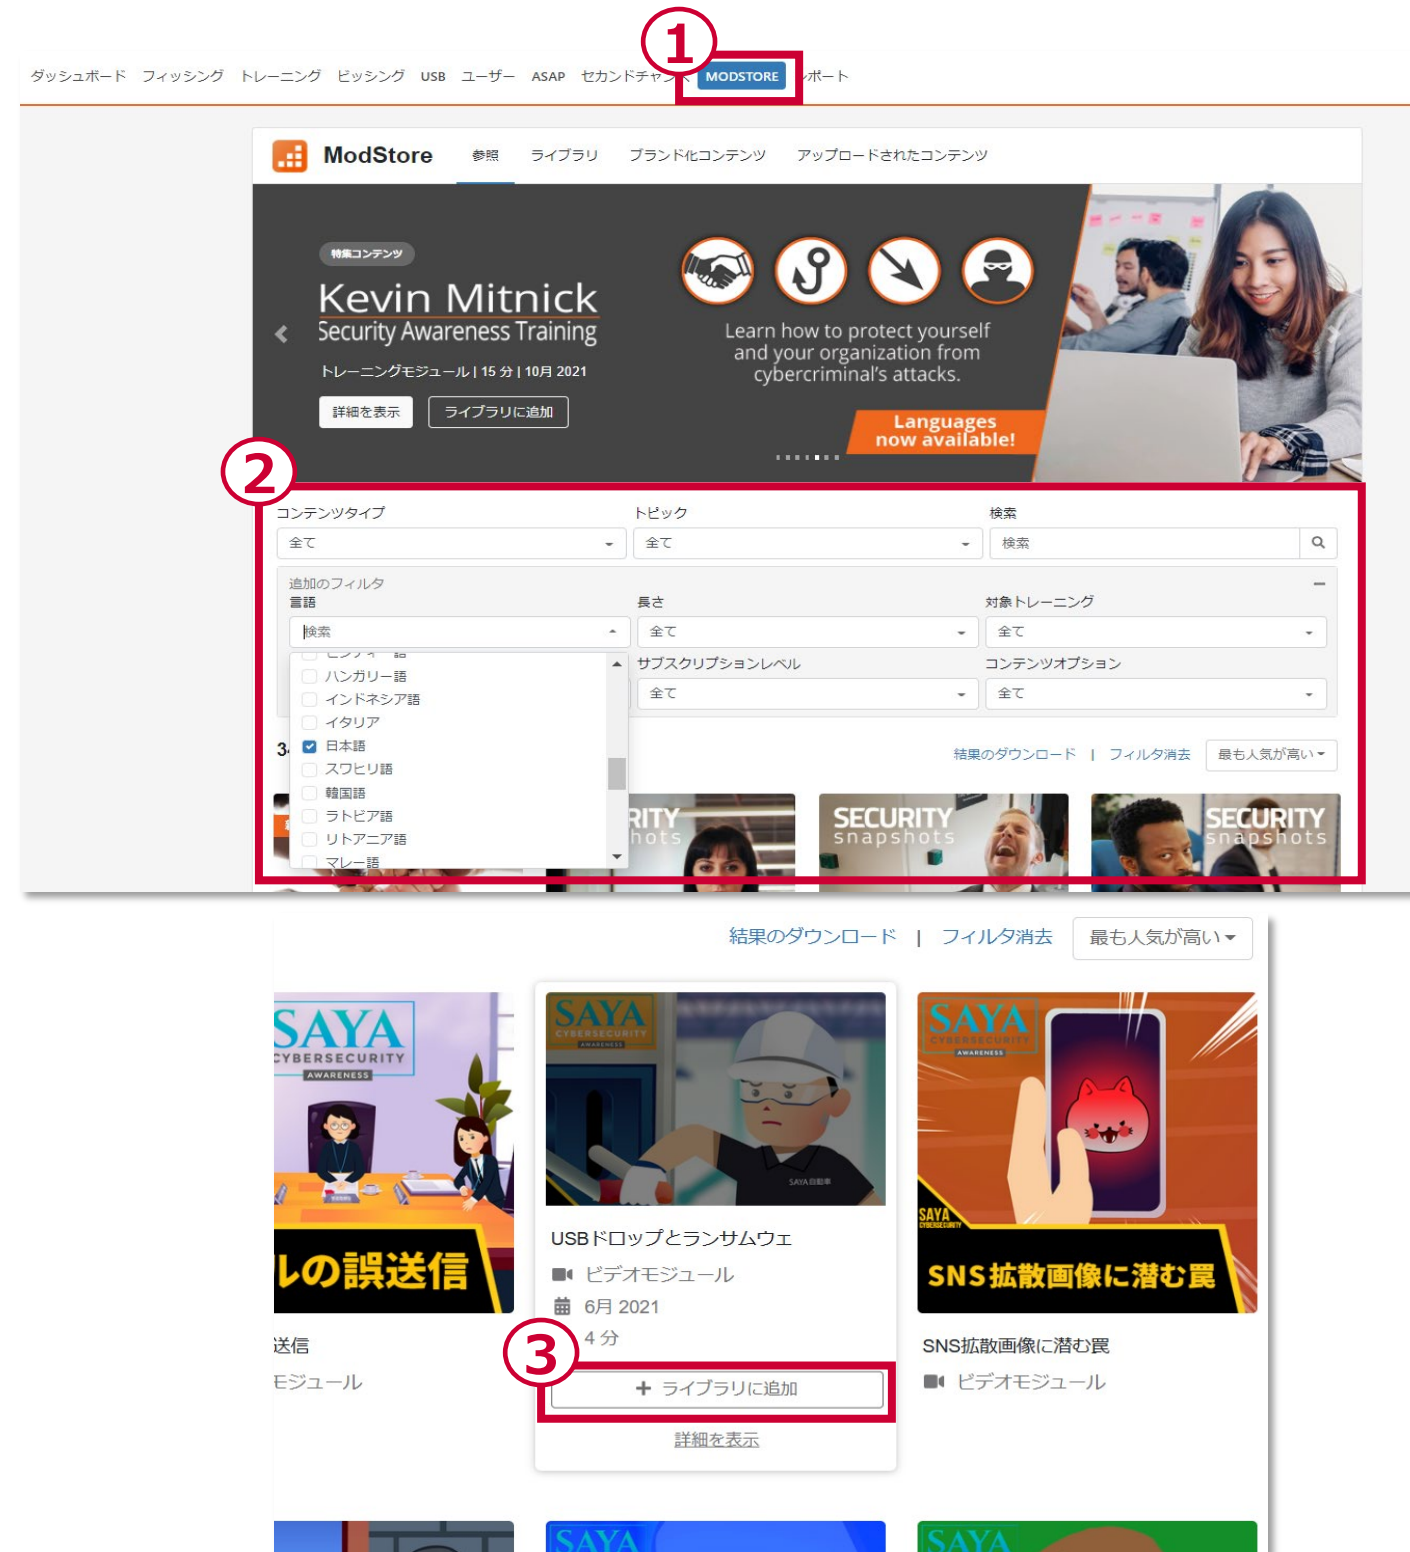 1
ダッシュボード フィッシング トレーニング ビッシング USB ユーザー ASAP セカンドチャンス MODSTORE レポート
ModStore 参照 ライブラリ ブランド化コンテンツ アップロードされたコンテンツ
特集コンテンツ
Kevin Mitnick
Security Awareness Training
トレーニングモジュール | 15 分 | 10月 2021
詳細を表示 ライブラリに追加
Learn how to protect yourself
and your organization from
cybercriminal's attacks.
Languages
now available!
2
コンテンツタイプ トピック 検索
全て 全て 検索
追加のフィルタ
言語 長さ 対象トレーニング
検索 全て 全て
サブスクリプションレベル コンテンツオプション
全て 全て
ハンガリー語
インドネシア語
イタリア
日本語
スワヒリ語
韓国語
ラトビア語
リトアニア語
マレー語
結果のダウンロード | フィルタ消去 最も人気が高い
SECURITY
snapshots
SECURITY
snapshots
結果のダウンロード | フィルタ消去 最も人気が高い
SAYA
CYBERSECURITY
AWARENESS
ルの誤送信
送信
モジュール
SAYA
CYBERSECURITY
AWARENESS
SAYA自動車
USBドロップとランサムウェ
ビデオモジュール
6月 2021
4 分
3
+ ライブラリに追加
詳細を表示
SAYA
CYBERSECURITY
AWARENESS
SAYA
CYBERSECURITY
SNS拡散画像に潜む罠
SNS拡散画像に潜む罠
ビデオモジュール
SAYA
SAYA